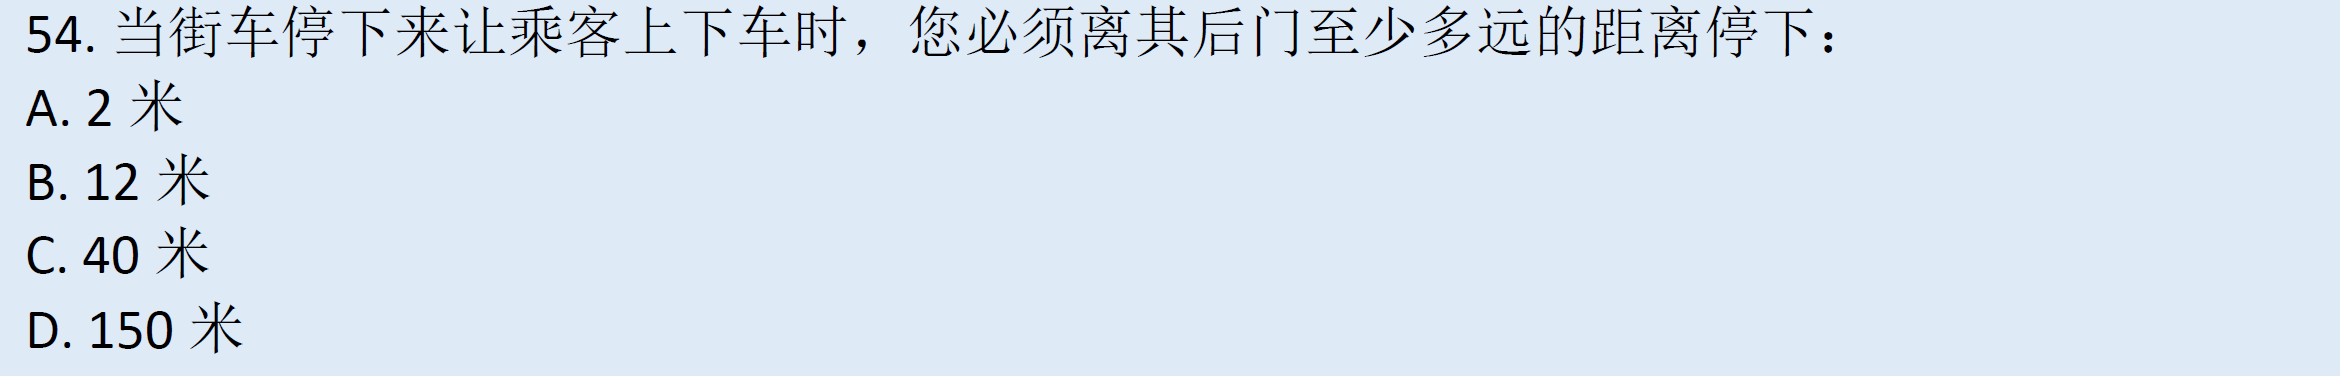 54. 当街车停下来让乘客上下车时，您必须离其后门至少多远的距离停下：
A. 2 米
B. 12 米
C. 40 米
D. 150 米